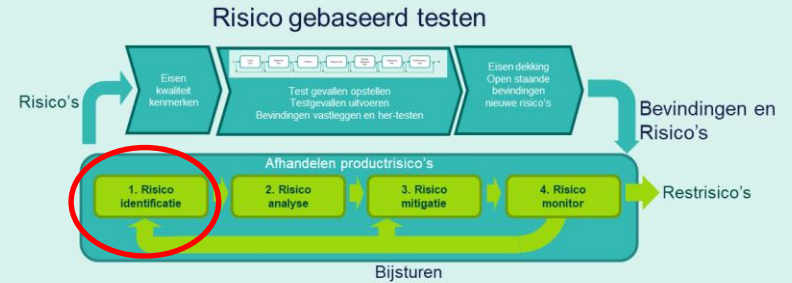 Risico gebaseerd testen
Risico's
Eisen
kwaliteit
kenmerken
Test gevallen opstellen
Testgevallen uitvoeren
Bevindingen vastleggen en her-testen
Eisen dekking
Open staande
bevindingen
nieuwe risico's
Bevindingen en
Risico's
Afhandelen productrisico's
1. Risico
identificatie
2. Risico
analyse
3. Risico
mitigatie
4. Risico
monitor
Restrisico's
Bijsturen